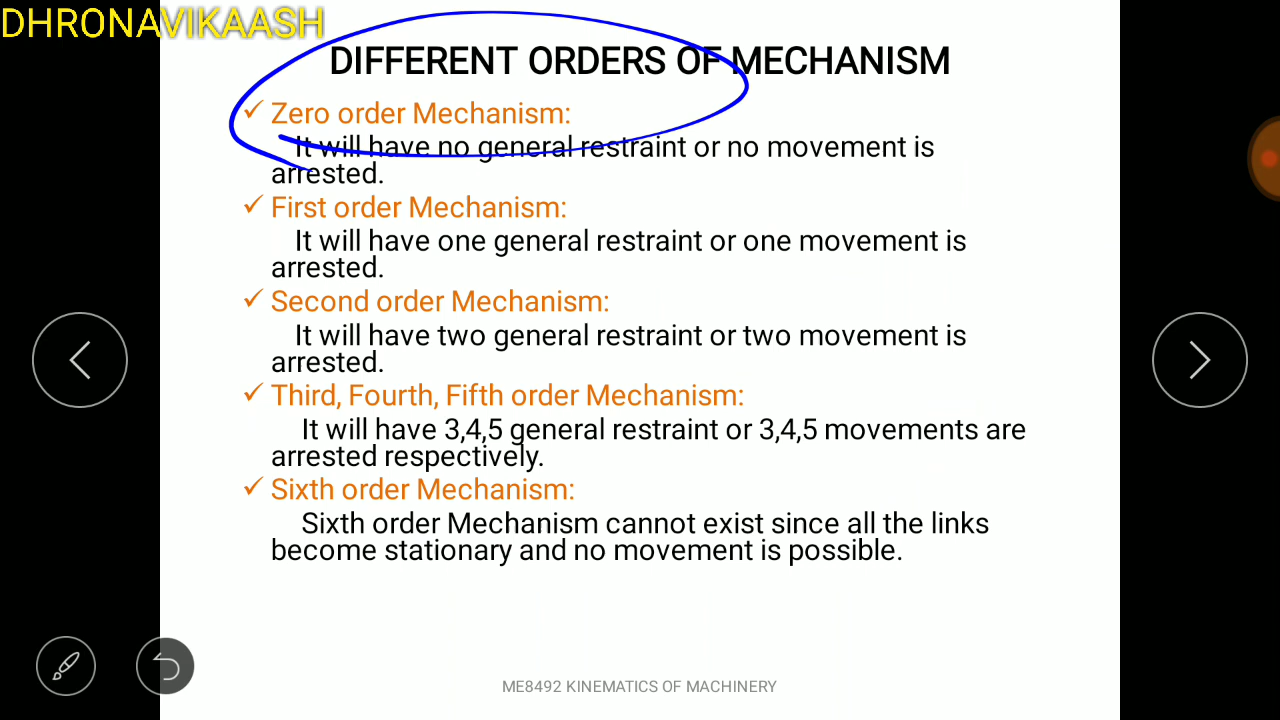 DHRONAVIKAASH
DIFFERENT ORDERS OF MECHANISM
✓ Zero order Mechanism:
It will have no general restraint or no movement is
arrested.
✓ First order Mechanism:
It will have one general restraint or one movement is
arrested.
✓ Second order Mechanism:
It will have two general restraint or two movement is
arrested.
✓ Third, Fourth, Fifth order Mechanism:
It will have 3,4,5 general restraint or 3,4,5 movements are
arrested respectively.
✓ Sixth order Mechanism:
Sixth order Mechanism cannot exist since all the links
become stationary and no movement is possible.
ME8492 KINEMATICS OF MACHINERY